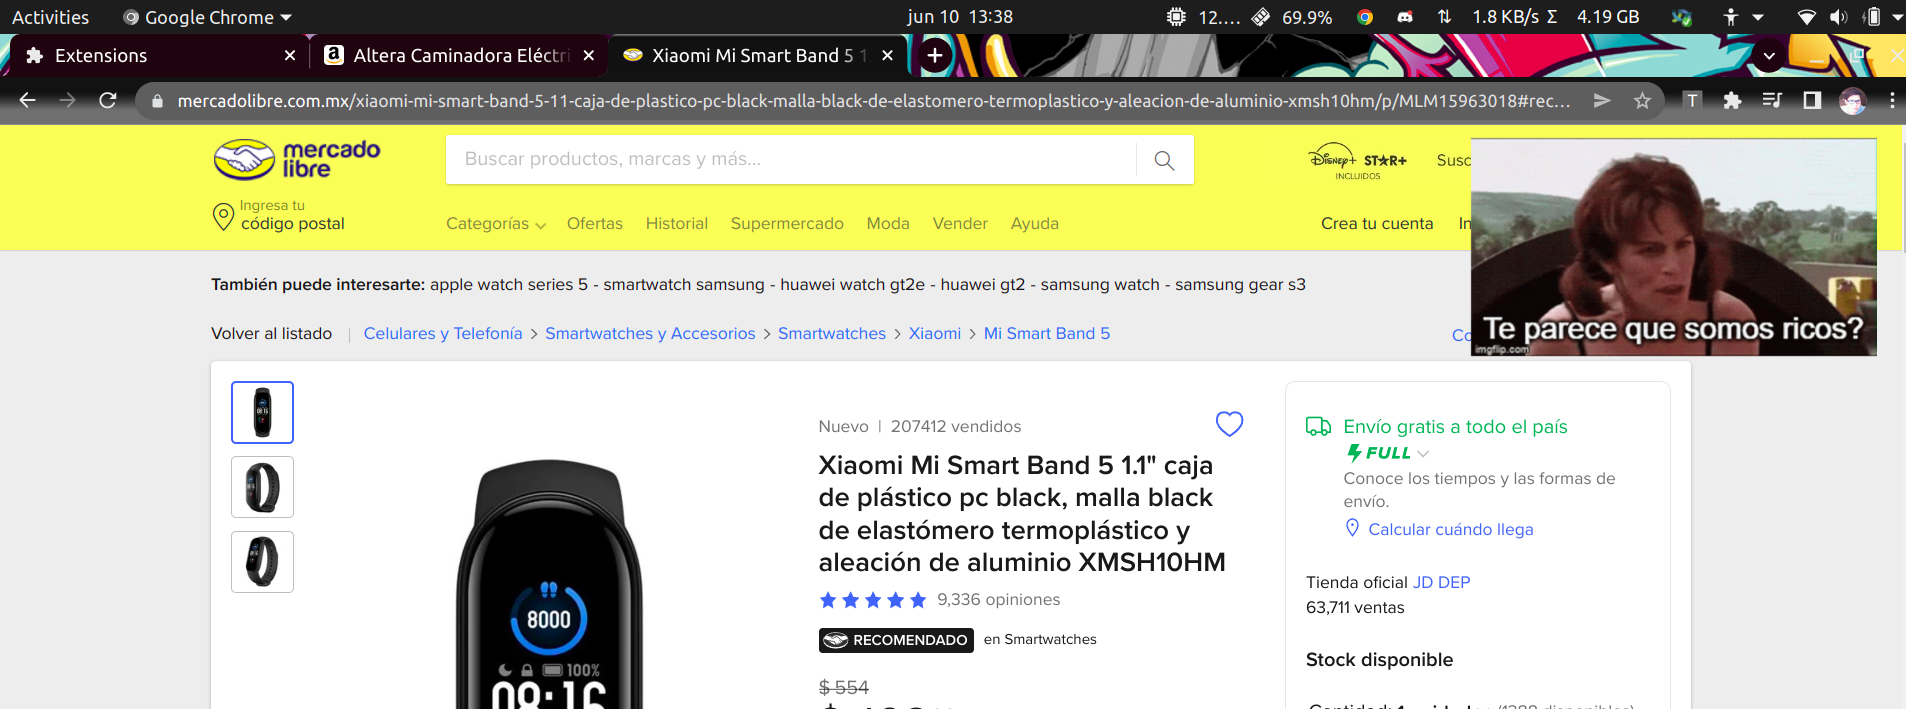 Activities
Google Chrome
jun 10 13:38
12....
69.9%
1.8 KB/s Σ 4.19 GB
Extensions
Altera Caminadora Eléctri
Xiaomi Mi Smart Band 5 1
mercadolibre.com.mx/xiaomi-mi-smart-band-5-11-caja-de-plastico-pc-black-malla-black-de-elastomero-termoplastico-y-aleacion-de-aluminio-xmsh10hm/p/MLM15963018#rec...
T
mercado
libre
Buscar productos, marcas y más...
Disney+ STAR+
INCLUIDOS
Susc
Ingresa tu
código postal
Categorías
Ofertas
Historial
Supermercado
Moda
Vender
Ayuda
Crea tu cuenta
In
Te parece que somos ricos?
imgflip.com
También puede interesarte: apple watch series 5 - smartwatch samsung - huawei watch gt2e - huawei gt2 - samsung watch - samsung gear s3
Volver al listado
Celulares y Telefonía > Smartwatches y Accesorios > Smartwatches > Xiaomi > Mi Smart Band 5
Co
8000
100%
08:16
Nuevo | 207412 vendidos
Xiaomi Mi Smart Band 5 1.1" caja
de plástico pc black, malla black
de elastómero termoplástico y
aleación de aluminio XMSH10HM
9,336 opiniones
RECOMENDADO en Smartwatches
$ 554
Envío gratis a todo el país
FULL
Conoce los tiempos y las formas de
envío.
Calcular cuándo llega
Tienda oficial JD DEP
63,711 ventas
Stock disponible